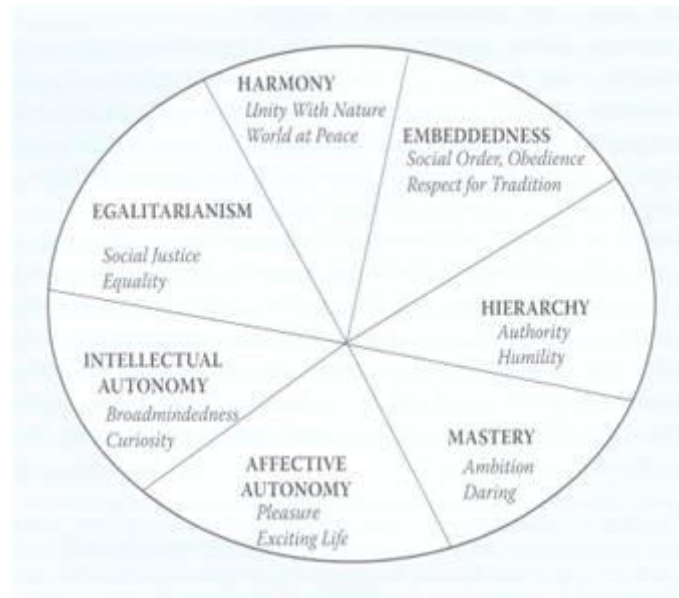 HARMONY
Unity With Nature
World at Peace
EMBEDDEDNESS
Social Order, Obedience
Respect for Tradition
HIERARCHY
Authority
Humility
MASTERY
Ambition
Daring
AFFECTIVE
AUTONOMY
Pleasure
Exciting Life
INTELLECTUAL
AUTONOMY
Broadmindedness
Curiosity
EGALITARIANISM
Social Justice
Equality